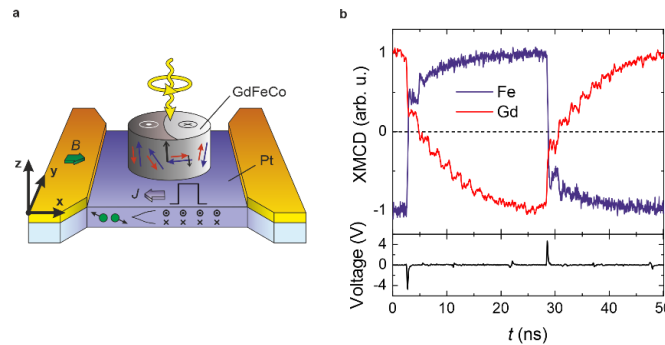 a
GdFeCo
B
z
y
x
Pt
J
b
XMCD (arb. u.)
1
0
-1
Fe
Gd
Voltage (V)
4
0
-4
0 10 20 30 40 50
t (ns)